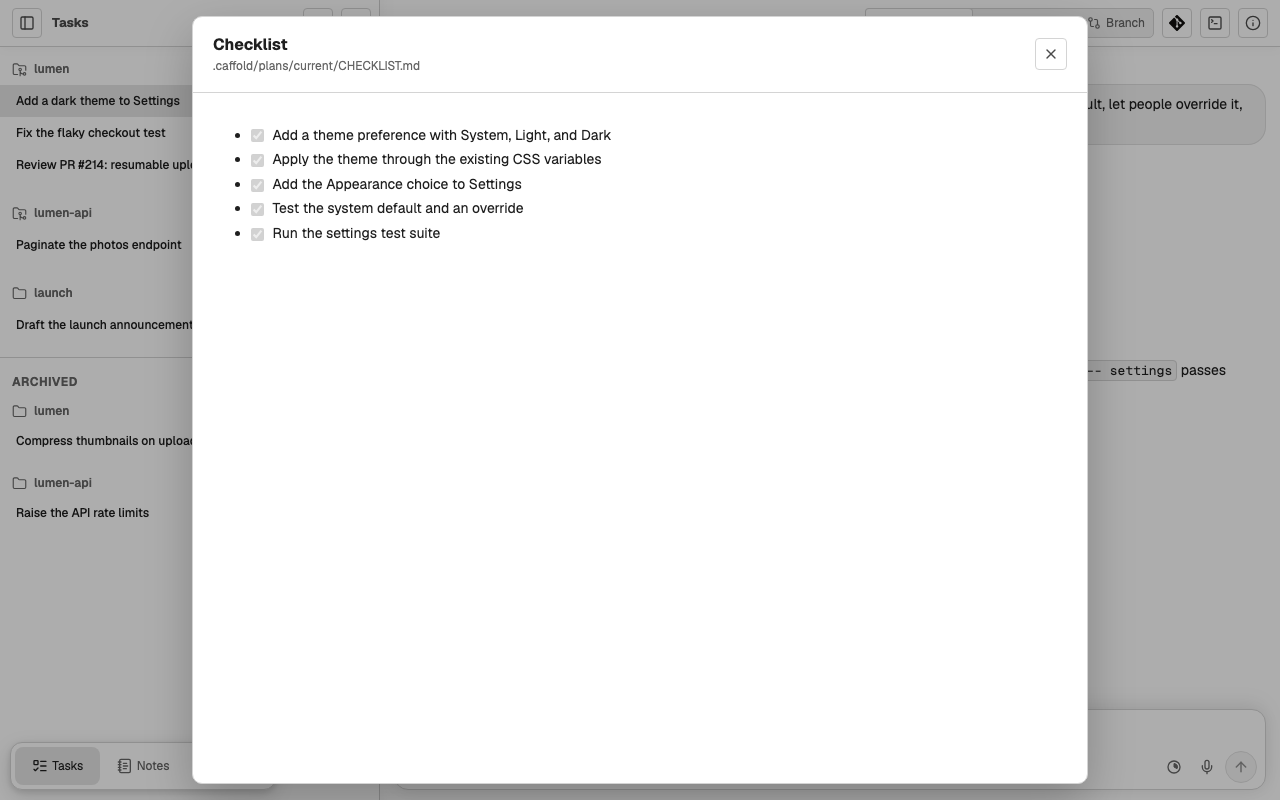 Tasks
lumen
Add a dark theme to Settings
Fix the flaky checkout test
Review PR #214: resumable
lumen-api
Paginate the photos endpoint
launch
Draft the launch announcement
ARCHIVED
lumen
Compress thumbnails on
lumen-api
Raise the API rate limits
Tasks
Notes
Checklist
.caffold/plans/current/CHECKLIST.md
Add a theme preference with System, Light, and Dark
Apply the theme through the existing CSS variables
Add the Appearance choice to Settings
Test the system default and an override
Run the settings test suite
Branch
let people override it,
-- settings passes